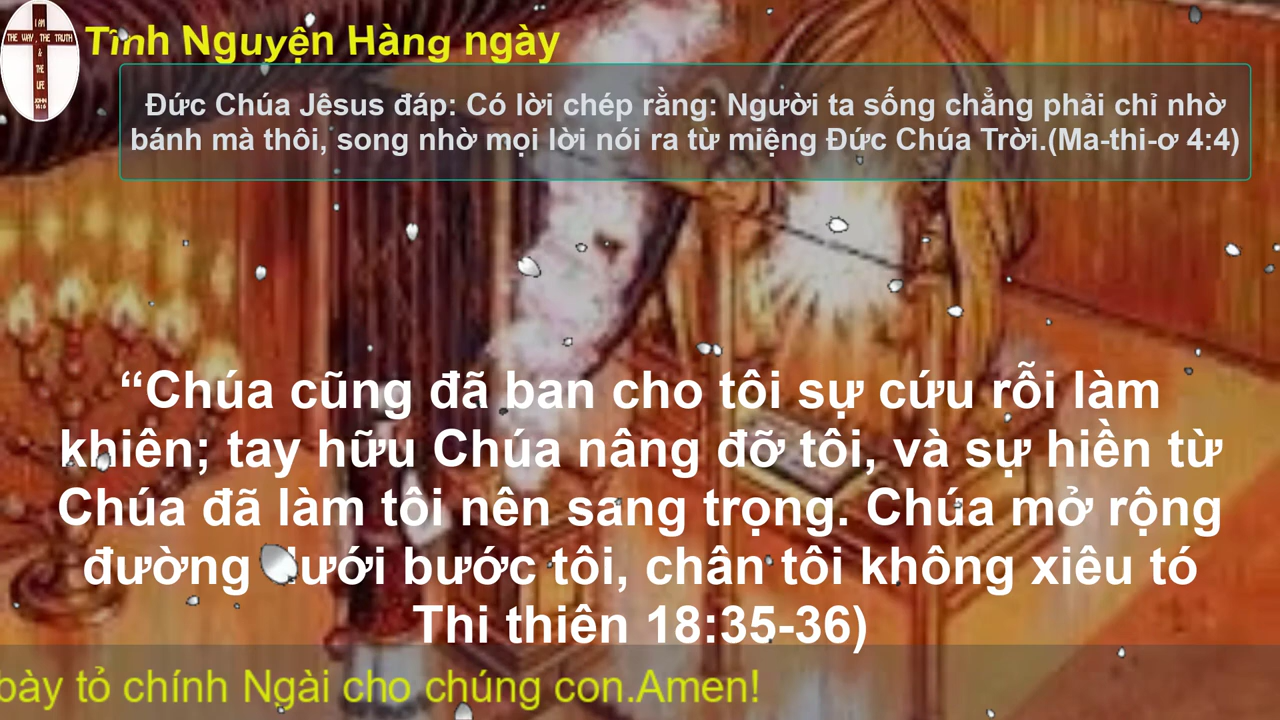 I AM
THE WAY, THE TRUTH
&
THE
LIFE
JOHN
14:6
Tĩnh Nguyện Hàng ngày
Đức Chúa Jêsus đáp: Có lời chép rằng: Người ta sống chẳng phải chỉ nhờ
bánh mà thôi, song nhờ mọi lời nói ra từ miệng Đức Chúa Trời.(Ma-thi-ơ 4:4)
“Chúa cũng đã ban cho tôi sự cứu rỗi làm
khiên; tay hữu Chúa nâng đỡ tôi, và sự hiền từ
Chúa đã làm tôi nên sang trọng. Chúa mở rộng
đường dưới bước tôi, chân tôi không xiêu tó
Thi thiên 18:35-36)
bày tỏ chính Ngài cho chúng con.Amen!